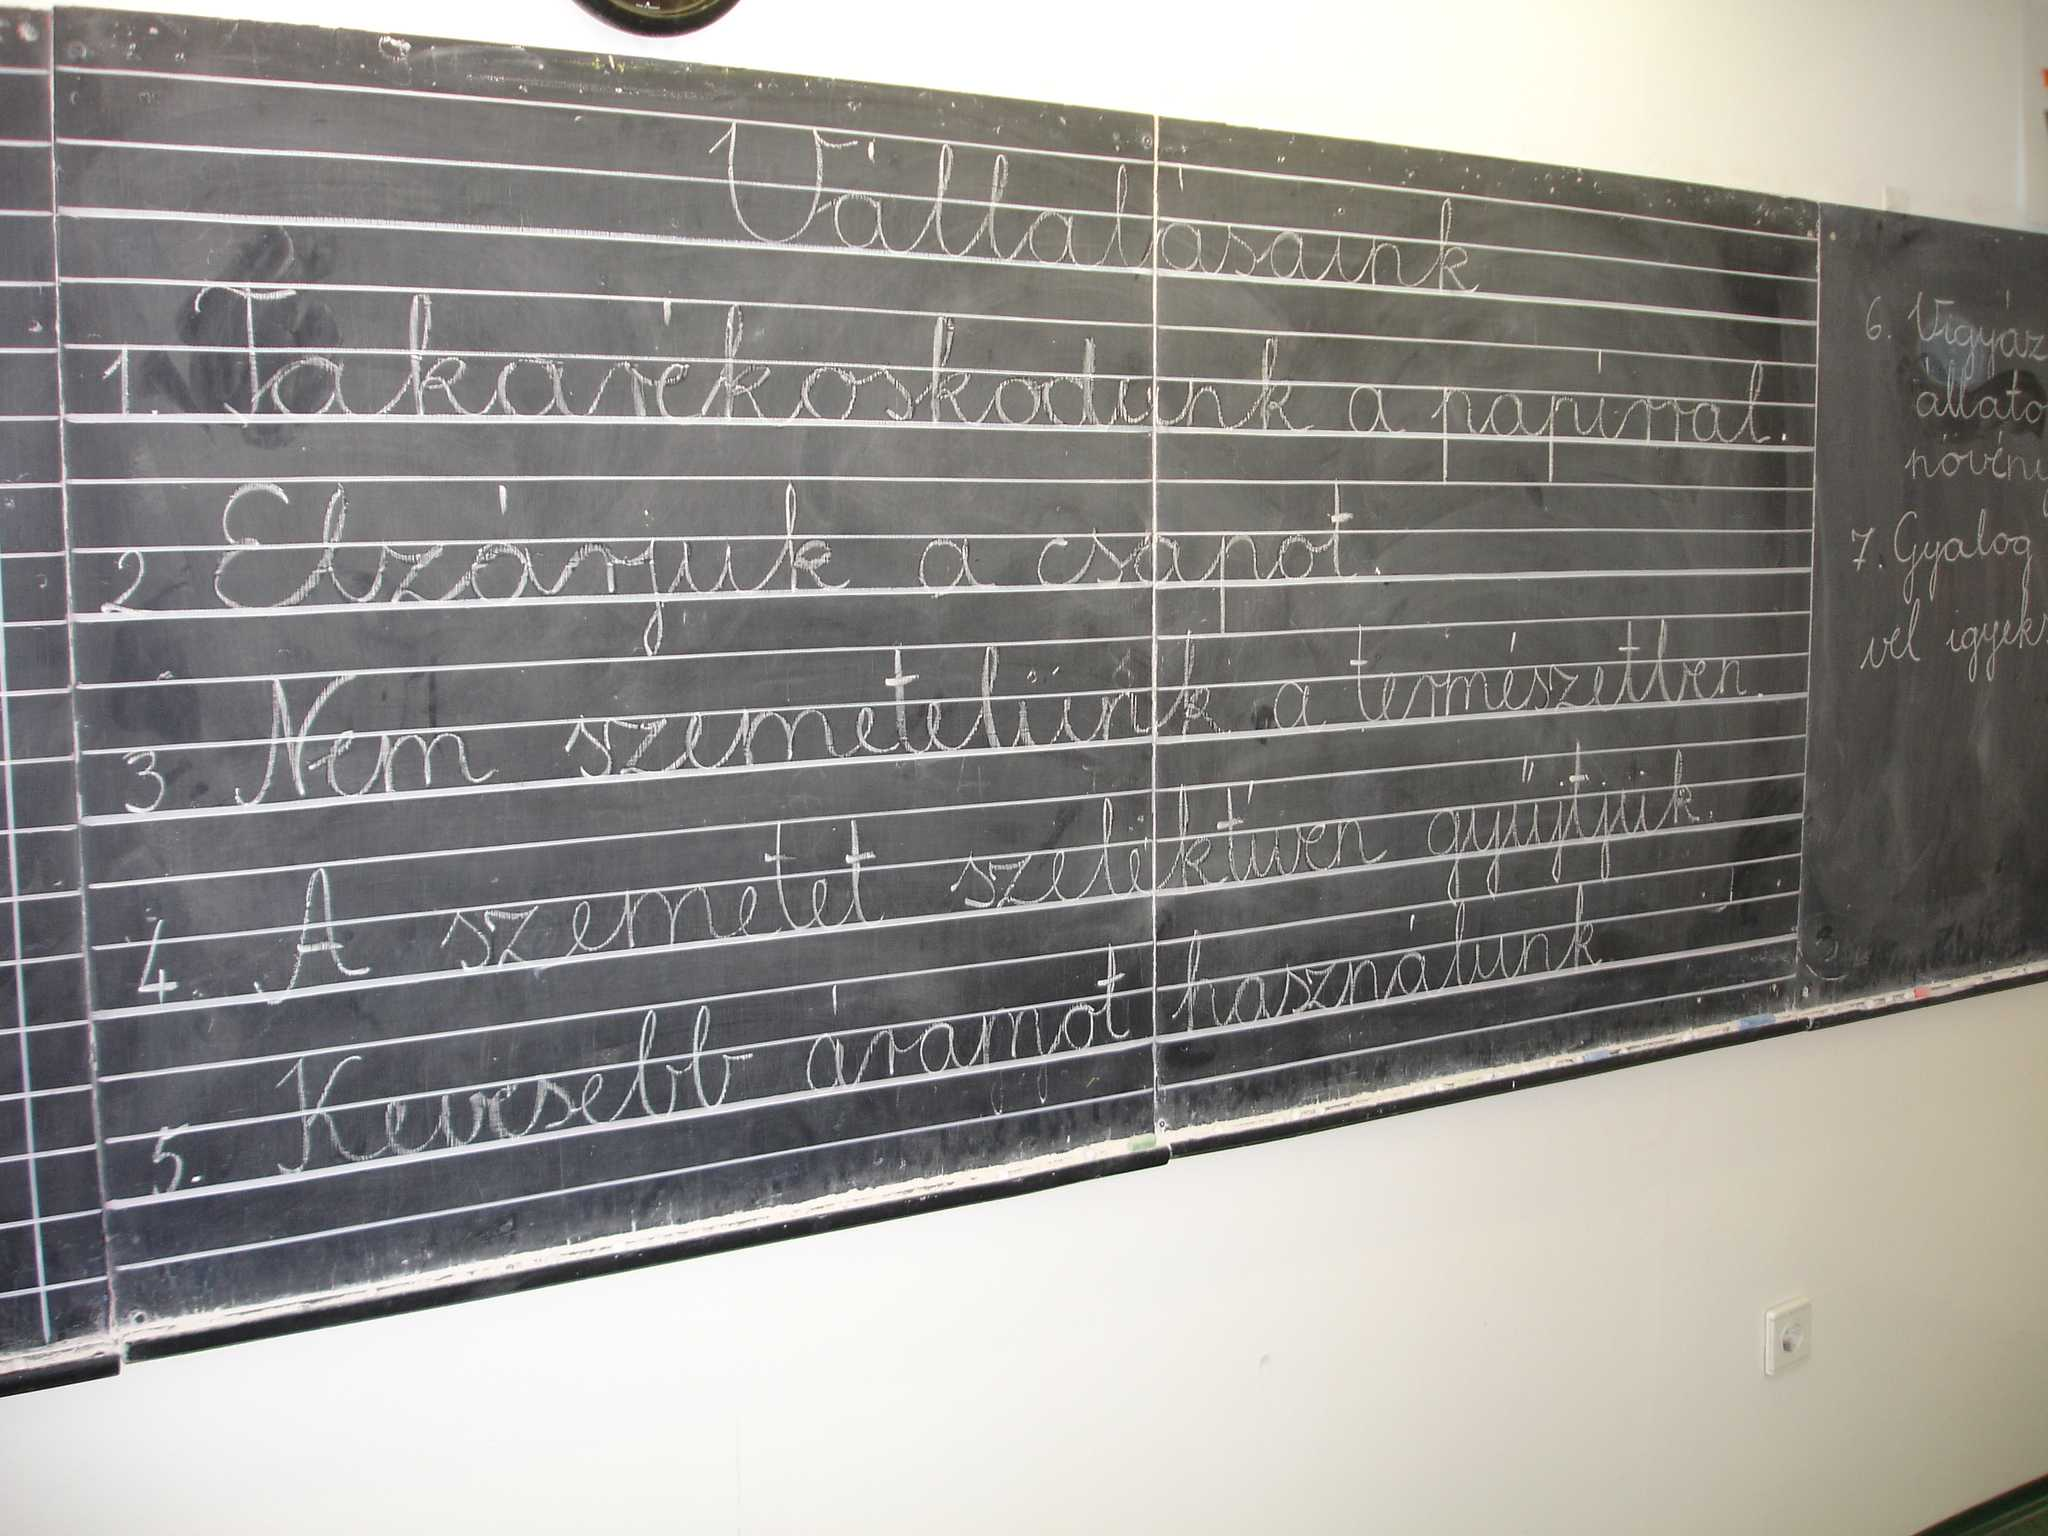 Vállalásaink
1. Takarékoskodunk a papírral.
2 Elzárjuk a csapot.
3 Nem szemetelünk a természetben.
4. A szemetet szelektíven gyűjtjük.
5. Kevesebb áramot használunk.
6. Vigyáz
állato
növény
7. Gyalog
vel igyeks